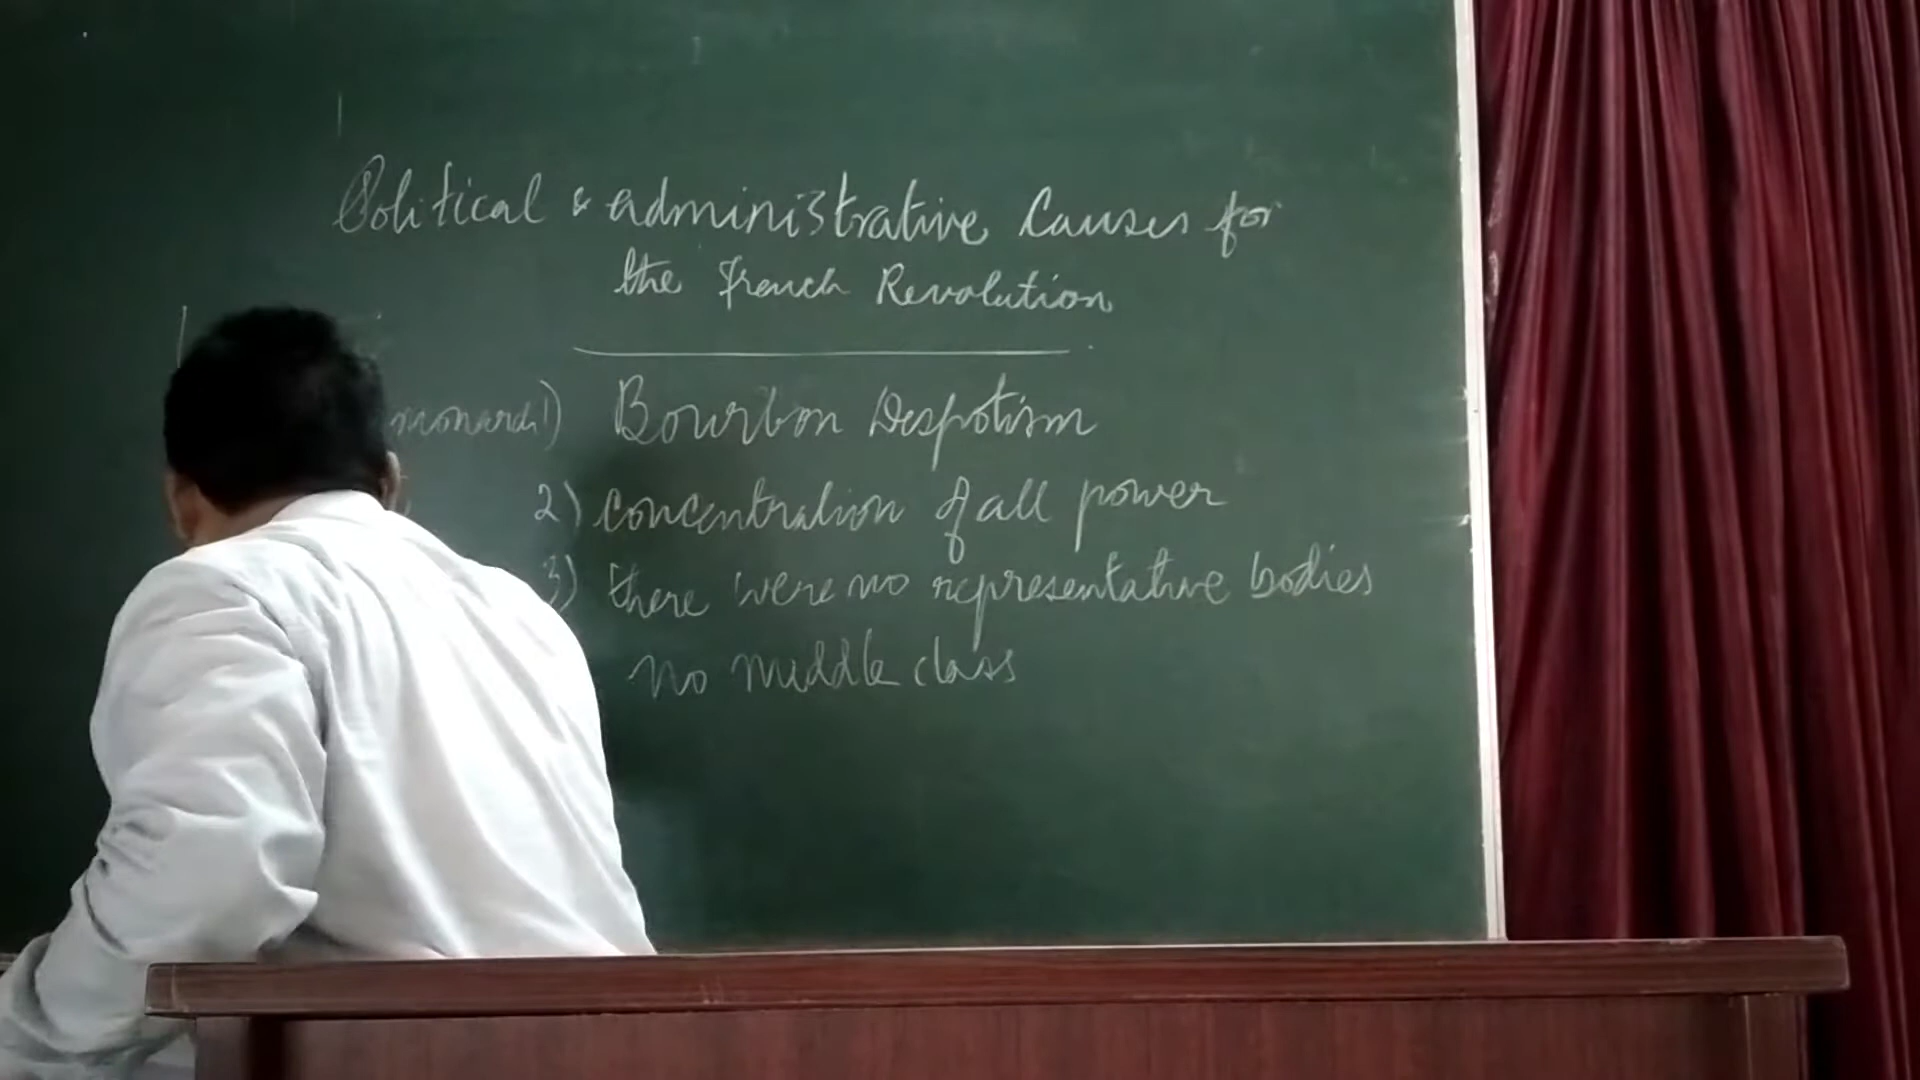 Political & administrative Causes for
the French Revolution
1) Bourbon Despotism
2) concentration of all power
3) there were no representative bodies
no middle class